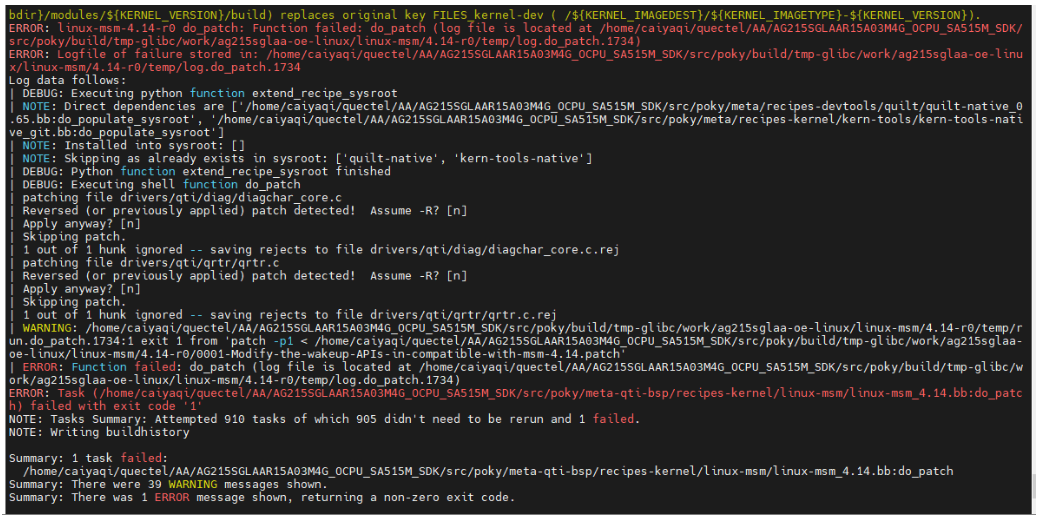 bdir}/modules/${KERNEL_VERSION}/build) replaces original key FILES_kernel-dev ( /${KERNEL_IMAGEDEST}/${KERNEL_IMAGETYPE}-${KERNEL_VERSION}).
ERROR: linux-msm-4.14-r0 do_patch: Function failed: do_patch (log file is located at /home/caiyaqi/quectel/AA/AG215SGLAAR15A03M4G_OCPU_SA515M_SDK/
src/poky/build/tmp-glibc/work/ag215sglaa-oe-linux/linux-msm/4.14-r0/temp/log.do_patch.1734)
ERROR: Logfile of failure stored in: /home/caiyaqi/quectel/AA/AG215SGLAAR15A03M4G_OCPU_SA515M_SDK/src/poky/build/tmp-glibc/work/ag215sglaa-oe-linu
x/linux-msm/4.14-r0/temp/log.do_patch.1734
Log data follows:
| DEBUG: Executing python function extend_recipe_sysroot
| NOTE: Direct dependencies are ['/home/caiyaqi/quectel/AA/AG215SGLAAR15A03M4G_OCPU_SA515M_SDK/src/poky/meta/recipes-devtools/quilt/quilt-native_0
.65.bb:do_populate_sysroot', '/home/caiyaqi/quectel/AA/AG215SGLAAR15A03M4G_OCPU_SA515M_SDK/src/poky/meta/recipes-kernel/kern-tools/kern-tools-nati
ve_git.bb:do_populate_sysroot']
| NOTE: Installed into sysroot: []
| NOTE: Skipping as already exists in sysroot: ['quilt-native', 'kern-tools-native']
| DEBUG: Python function extend_recipe_sysroot finished
| DEBUG: Executing shell function do_patch
| patching file drivers/qti/diag/diagchar_core.c
| Reversed (or previously applied) patch detected!  Assume -R? [n]
| Apply anyway? [n]
| Skipping patch.
| 1 out of 1 hunk ignored -- saving rejects to file drivers/qti/diag/diagchar_core.c.rej
| patching file drivers/qti/qrtr/qrtr.c
| Reversed (or previously applied) patch detected!  Assume -R? [n]
| Apply anyway? [n]
| Skipping patch.
| 1 out of 1 hunk ignored -- saving rejects to file drivers/qti/qrtr/qrtr.c.rej
| WARNING: /home/caiyaqi/quectel/AA/AG215SGLAAR15A03M4G_OCPU_SA515M_SDK/src/poky/build/tmp-glibc/work/ag215sglaa-oe-linux/linux-msm/4.14-r0/temp/r
un.do_patch.1734:1 exit 1 from 'patch -p1 < /home/caiyaqi/quectel/AA/AG215SGLAAR15A03M4G_OCPU_SA515M_SDK/src/poky/build/tmp-glibc/work/ag215sglaa-
oe-linux/linux-msm/4.14-r0/0001-Modify-the-wakeup-APIs-in-compatible-with-msm-4.14.patch'
| ERROR: Function failed: do_patch (log file is located at /home/caiyaqi/quectel/AA/AG215SGLAAR15A03M4G_OCPU_SA515M_SDK/src/poky/build/tmp-glibc/w
ork/ag215sglaa-oe-linux/linux-msm/4.14-r0/temp/log.do_patch.1734)
ERROR: Task (/home/caiyaqi/quectel/AA/AG215SGLAAR15A03M4G_OCPU_SA515M_SDK/src/poky/meta-qti-bsp/recipes-kernel/linux-msm/linux-msm_4.14.bb:do_patc
h) failed with exit code '1'
NOTE: Tasks Summary: Attempted 910 tasks of which 905 didn't need to be rerun and 1 failed.
NOTE: Writing buildhistory
Summary: 1 task failed:
  /home/caiyaqi/quectel/AA/AG215SGLAAR15A03M4G_OCPU_SA515M_SDK/src/poky/meta-qti-bsp/recipes-kernel/linux-msm/linux-msm_4.14.bb:do_patch
Summary: There were 39 WARNING messages shown.
Summary: There was 1 ERROR message shown, returning a non-zero exit code.